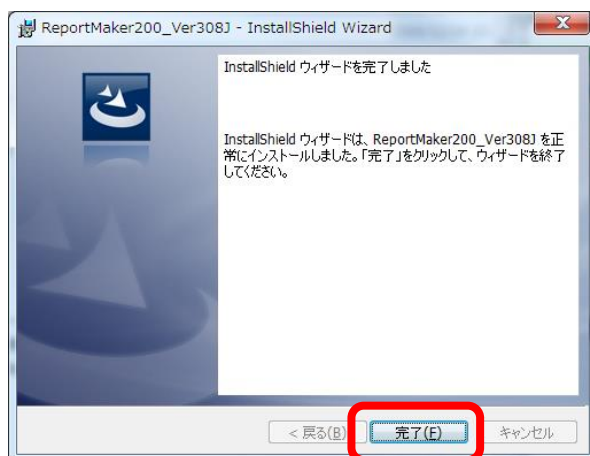 ReportMaker200_Ver308J - InstallShield Wizard
InstallShield ウィザードを完了しました
InstallShield ウィザードは、ReportMaker200_Ver308J を正
常にインストールしました。「完了」をクリックして、ウィザードを終了
してください。
< 戻る(B) 完了(F) キャンセル